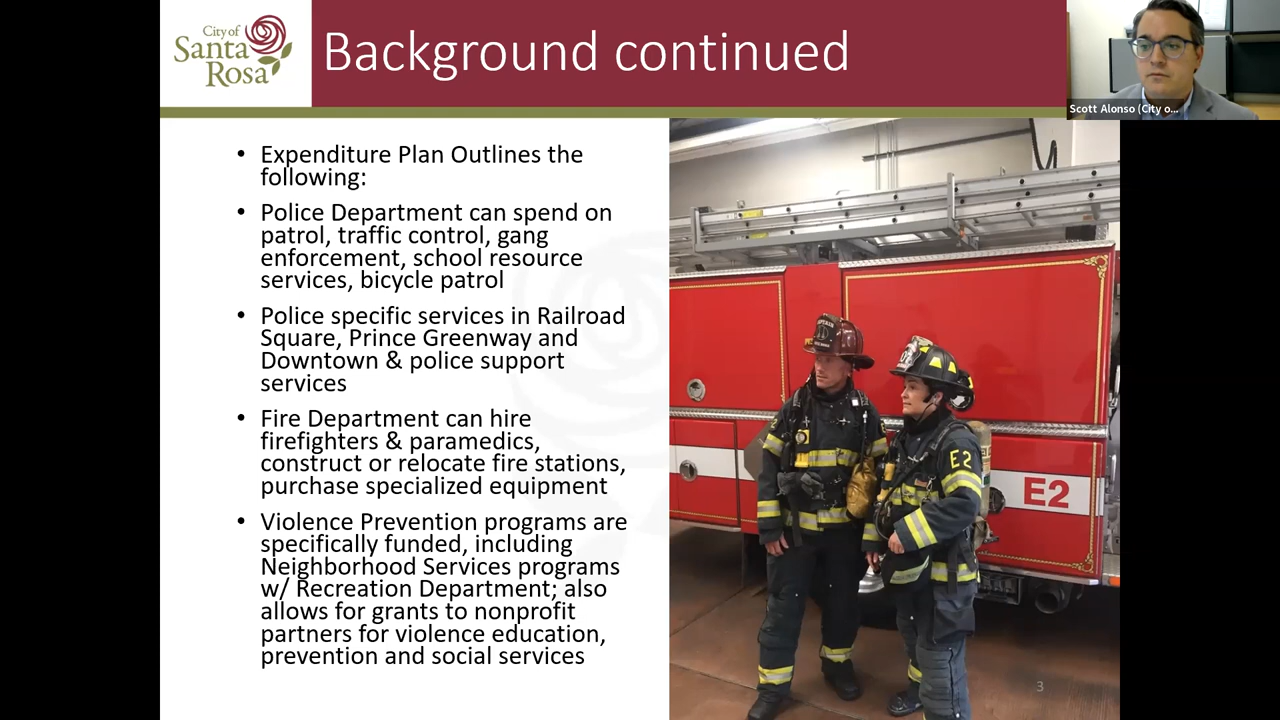 City of
Santa
Rosa
Background continued
Scott Alonso (City o...
• Expenditure Plan Outlines the
following:
• Police Department can spend on
patrol, traffic control, gang
enforcement, school resource
services, bicycle patrol
• Police specific services in Railroad
Square, Prince Greenway and
Downtown & police support
services
• Fire Department can hire
firefighters & paramedics,
construct or relocate fire stations,
purchase specialized equipment
• Violence Prevention programs are
specifically funded, including
Neighborhood Services programs
w/ Recreation Department; also
allows for grants to nonprofit
partners for violence education,
prevention and social services
E2
E2
3